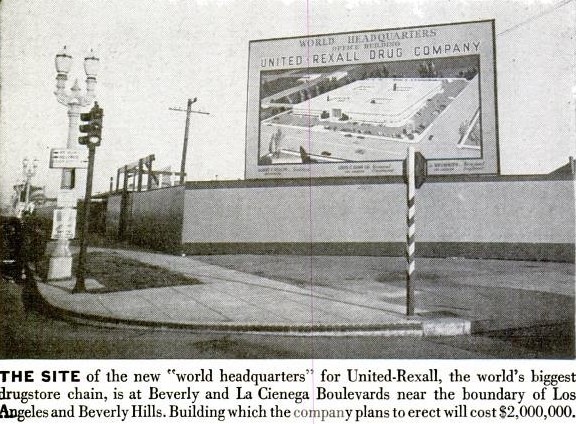 WORLD HEADQUARTERS
OFFICE BUILDING
UNITED-REXALL DRUG COMPANY
THE SITE of the new "world headquarters" for United-Rexall, the world's biggest
drugstore chain, is at Beverly and La Cienega Boulevards near the boundary of Los
Angeles and Beverly Hills. Building which the company plans to erect will cost $2,000,000.